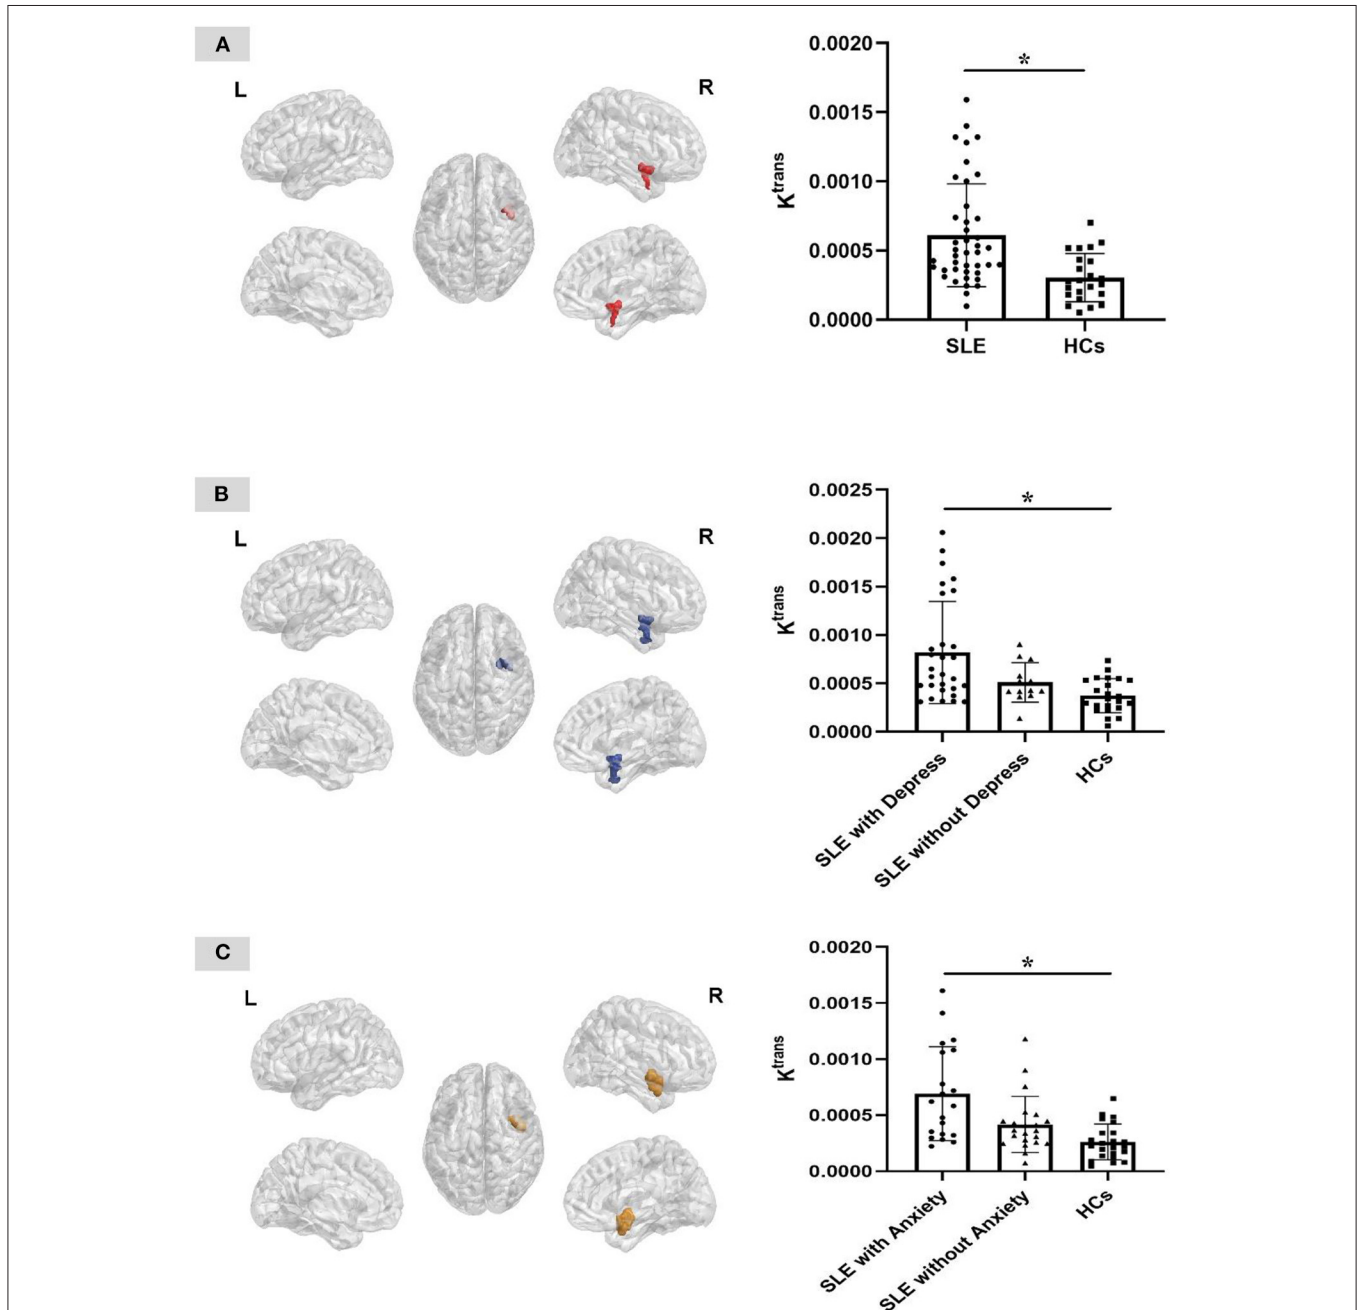 A
L
R
0.0020
0.0015
0.0010
0.0005
0.0000
Ktrans
*
SLE
HCs
B
L
R
0.0025
0.0020
0.0015
0.0010
0.0005
0.0000
Ktrans
*
SLE with Depress
SLE without Depress
HCs
C
L
R
0.0020
0.0015
0.0010
0.0005
0.0000
Ktrans
*
SLE with Anxiety
SLE without Anxiety
HCs